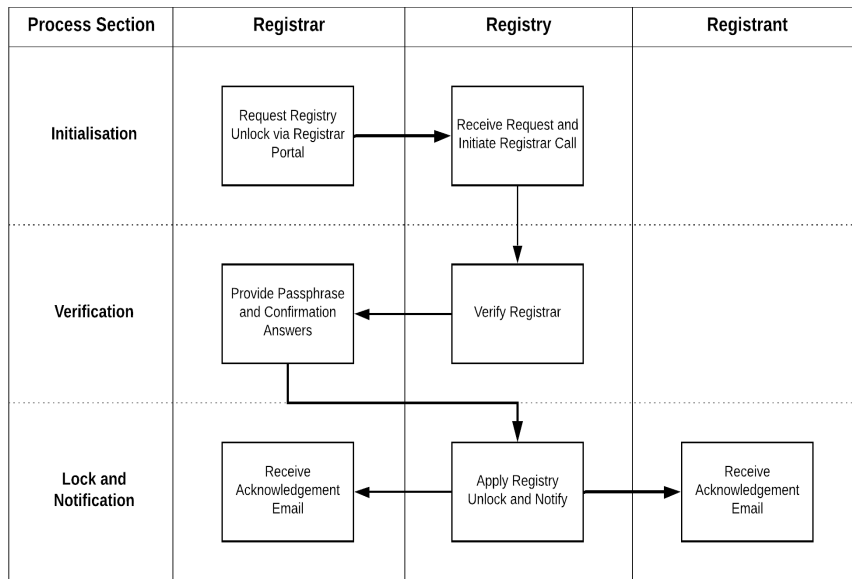 Process Section
Registrar
Registry
Registrant
Initialisation
Request Registry
Unlock via Registrar
Portal
Receive Request and
Initiate Registrar Call
Verification
Provide Passphrase
and Confirmation
Answers
Verify Registrar
Lock and
Notification
Receive
Acknowledgement
Email
Apply Registry
Unlock and Notify
Receive
Acknowledgement
Email